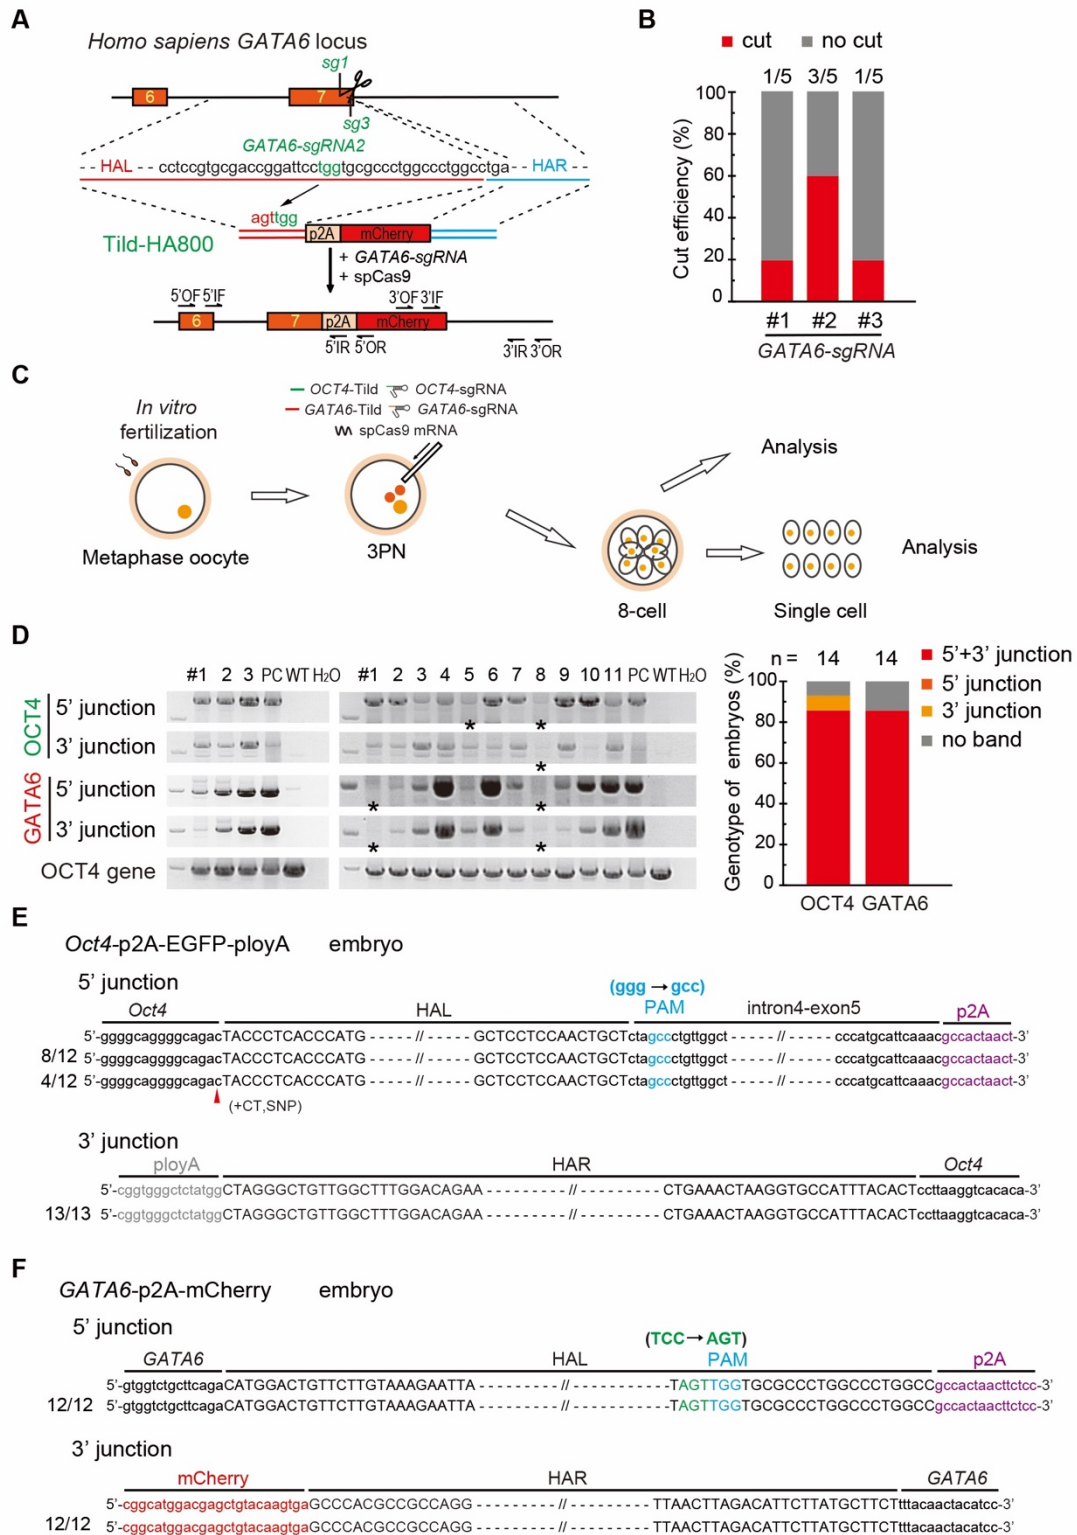 A
Homo sapiens GATA6 locus
sg1
6
7
sg3
GATA6-sgRNA2
HAL
cctccgtgcgaccggattcctggtgcgccctggccctggcctga
HAR
agttgg
Tild-HA800
p2A
mCherry
+ GATA6-sgRNA
+ spCas9
5'OF 5'IF
3'OF 3'IF
6
7
p2A
mCherry
5'IR 5'OR
3'IR 3'OR
B
cut
no cut
1/5 3/5 1/5
Cut efficiency (%)
100
80
60
40
20
0
#1 #2 #3
GATA6-sgRNA
C
In vitro
fertilization
Metaphase oocyte
OCT4-Tild OCT4-sgRNA
GATA6-Tild GATA6-sgRNA
spCas9 mRNA
3PN
8-cell
Analysis
Single cell
Analysis
D
#1 2 3 PC WT H2O
#1 2 3 4 5 6 7 8 9 10 11 PC WT H2O
OCT4
5' junction
* *
3' junction
*
GATA6
5' junction
* *
3' junction
* *
OCT4 gene
n = 14 14
Genotype of embryos (%)
100
80
60
40
20
0
OCT4 GATA6
5'+3' junction
5' junction
3' junction
no band
E
Oct4-p2A-EGFP-ployA embryo
5' junction
(ggg→gcc)
Oct4 HAL PAM intron4-exon5 p2A
5'-ggggcaggggcagacTACCCTCACCCATG - - - - - // - - - - - - GCTCCTCCAACTGCTctagccctgttggct - - - - - // - - - - - - cccatgcattcaaacgccactaact-3'
8/12 5'-ggggcaggggcagacTACCCTCACCCATG - - - - - // - - - - - - GCTCCTCCAACTGCTctagccctgttggct - - - - - // - - - - - - cccatgcattcaaacgccactaact-3'
4/12 5'-ggggcaggggcagacTACCCTCACCCATG - - - - - // - - - - - - GCTCCTCCAACTGCTctagccctgttggct - - - - - // - - - - - - cccatgcattcaaacgccactaact-3'
(+CT,SNP)
3' junction
ployA HAR Oct4
5'-cggtgggctctatggCTAGGGCTGTTGGCTTTGGACAGAA - - - - - - - - - // - - - - - - - - - CTGAAACTAAGGTGCCATTTACACTccttaaggtcacaca-3'
13/13 5'-cggtgggctctatggCTAGGGCTGTTGGCTTTGGACAGAA - - - - - - - - - // - - - - - - - - - CTGAAACTAAGGTGCCATTTACACTccttaaggtcacaca-3'
F
GATA6-p2A-mCherry embryo
5' junction
(TCC→AGT)
GATA6 HAL PAM p2A
5'-gtggtctgcttcagaCATGGACTGTTCTTGTAAAGAATTA - - - - - - - - - // - - - - - - - - - - - TAGTTGGTGCGCCCTGGCCCTGGCCgccactaacttctcc-3'
12/12 5'-gtggtctgcttcagaCATGGACTGTTCTTGTAAAGAATTA - - - - - - - - - // - - - - - - - - - - - TAGTTGGTGCGCCCTGGCCCTGGCCgccactaacttctcc-3'
3' junction
mCherry HAR GATA6
5'-cggcatggacgagctgtacaagtgaGCCCACGCCGCCAGG - - - - - - - - - // - - - - - - - - - TTAACTTAGACATTCTTATGCTTCTtttacaactacatcc-3'
12/12 5'-cggcatggacgagctgtacaagtgaGCCCACGCCGCCAGG - - - - - - - - - // - - - - - - - - - TTAACTTAGACATTCTTATGCTTCTtttacaactacatcc-3'